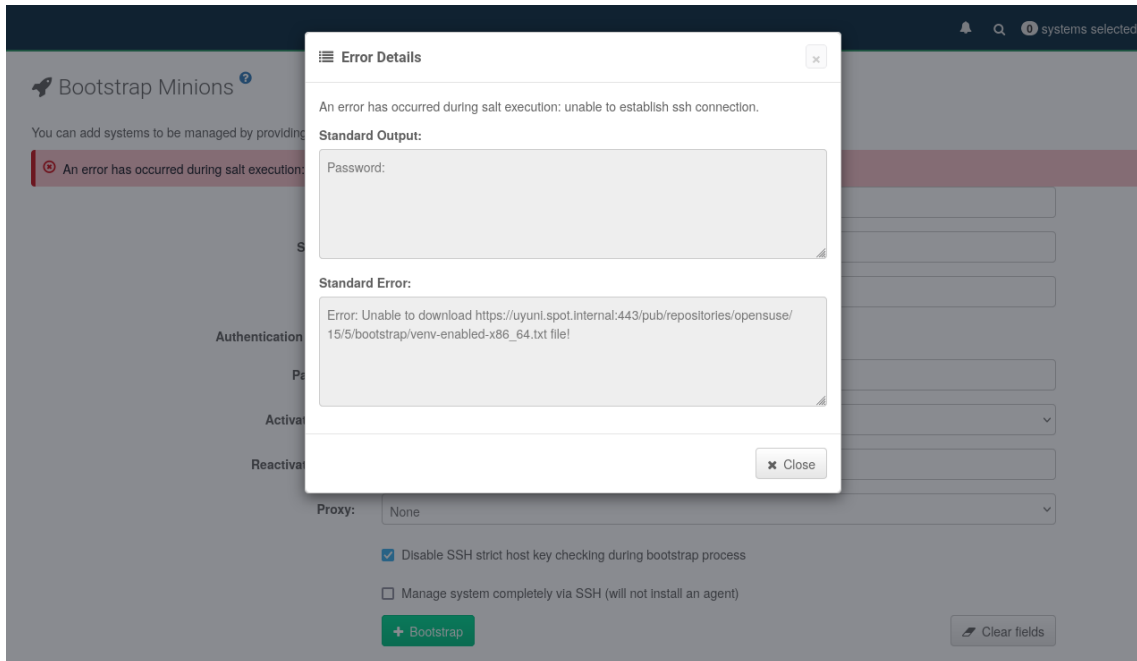 0 systems selected
Error Details
Bootstrap Minions
An error has occurred during salt execution: unable to establish ssh connection.
You can add systems to be managed by providing
Standard Output:
An error has occurred during salt execution:
Password:
S
Standard Error:
Error: Unable to download https://uyuni.spot.internal:443/pub/repositories/opensuse/
15/5/bootstrap/venv-enabled-x86_64.txt file!
Authentication
Pa
Activat
Reactivat
Close
Proxy:
None
Disable SSH strict host key checking during bootstrap process
Manage system completely via SSH (will not install an agent)
Bootstrap
Clear fields